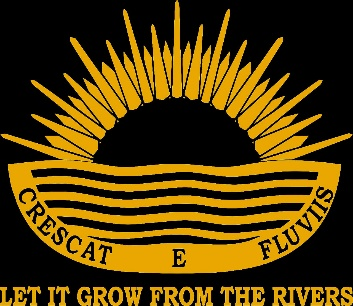 CRESCAT E FLUVIIS
LET IT GROW FROM THE RIVERS